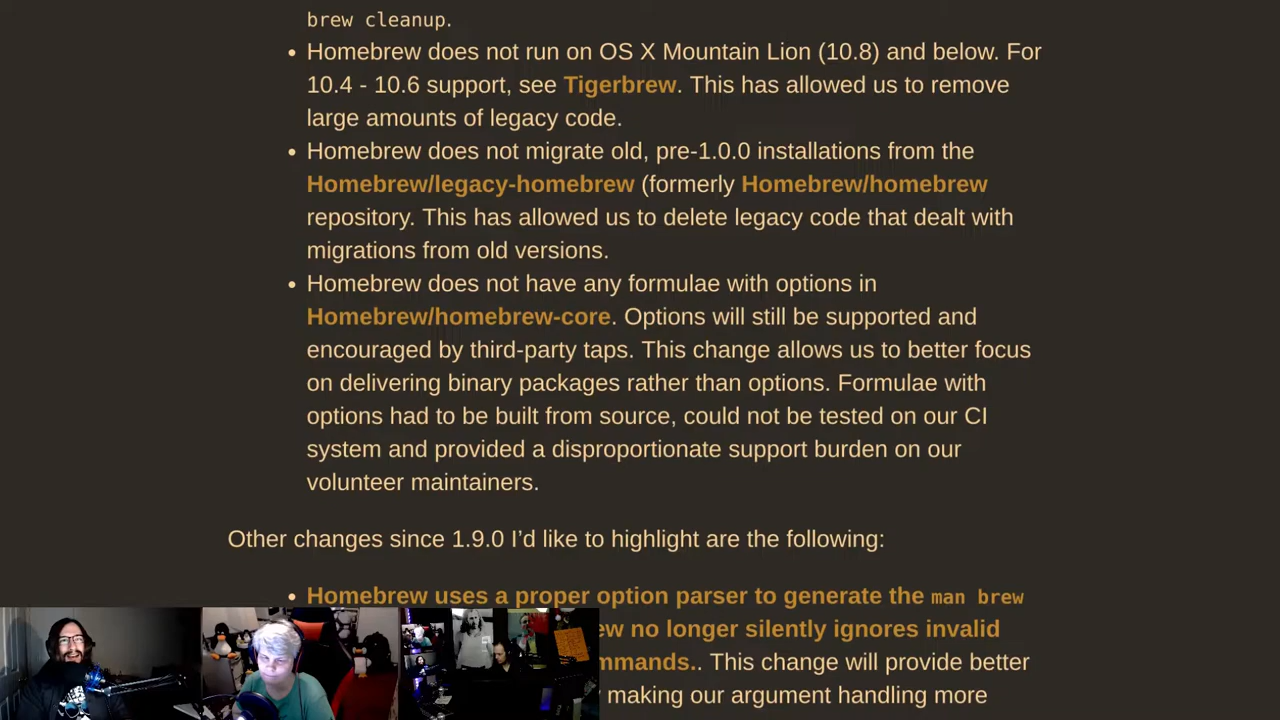 brew cleanup.
• Homebrew does not run on OS X Mountain Lion (10.8) and below. For
10.4 - 10.6 support, see Tigerbrew. This has allowed us to remove
large amounts of legacy code.
• Homebrew does not migrate old, pre-1.0.0 installations from the
Homebrew/legacy-homebrew (formerly Homebrew/homebrew
repository. This has allowed us to delete legacy code that dealt with
migrations from old versions.
• Homebrew does not have any formulae with options in
Homebrew/homebrew-core. Options will still be supported and
encouraged by third-party taps. This change allows us to better focus
on delivering binary packages rather than options. Formulae with
options had to be built from source, could not be tested on our CI
system and provided a disproportionate support burden on our
volunteer maintainers.
Other changes since 1.9.0 I’d like to highlight are the following:
• Homebrew uses a proper option parser to generate the man brew
ew no longer silently ignores invalid
mmands.. This change will provide better
making our argument handling more